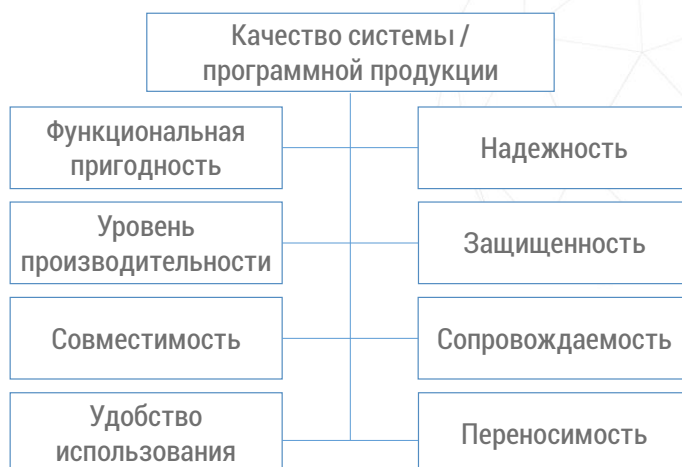 Качество системы /
программной продукции
Функциональная
пригодность
Надежность
Уровень
производительности
Защищенность
Совместимость
Сопровождаемость
Удобство
использования
Переносимость